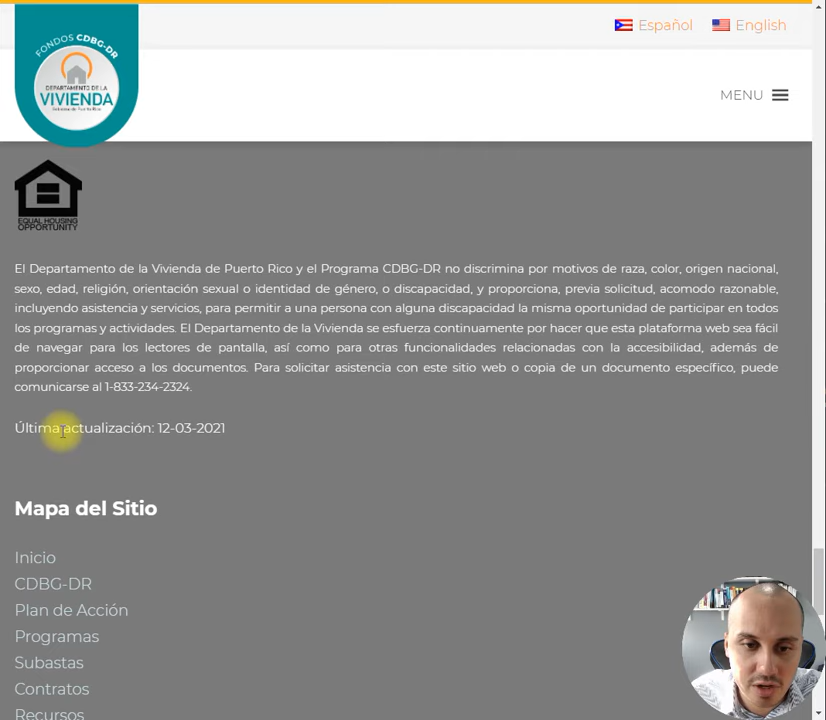 Español English
FONDOS CDBG-DR
DEPARTAMENTO DE LA
VIVIENDA
Gobierno de Puerto Rico
MENU
EQUAL HOUSING
OPPORTUNITY
El Departamento de la Vivienda de Puerto Rico y el Programa CDBG-DR no discrimina por motivos de raza, color, origen nacional,
sexo, edad, religión, orientación sexual o identidad de género, o discapacidad, y proporciona, previa solicitud, acomodo razonable,
incluyendo asistencia y servicios, para permitir a una persona con alguna discapacidad la misma oportunidad de participar en todos
los programas y actividades. El Departamento de la Vivienda se esfuerza continuamente por hacer que esta plataforma web sea fácil
de navegar para los lectores de pantalla, así como para otras funcionalidades relacionadas con la accesibilidad, además de
proporcionar acceso a los documentos. Para solicitar asistencia con este sitio web o copia de un documento específico, puede
comunicarse al 1-833-234-2324.
Última actualización: 12-03-2021
Mapa del Sitio
Inicio
CDBG-DR
Plan de Acción
Programas
Subastas
Contratos
Recursos